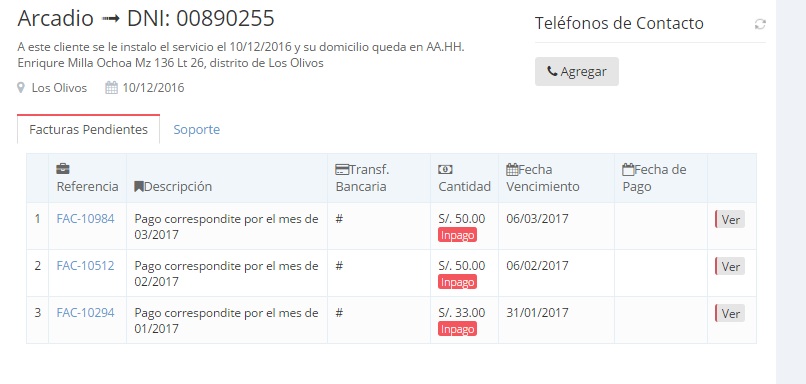 Arcadio ➞ DNI: 00890255
A este cliente se le instalo el servicio el 10/12/2016 y su domicilio queda en AA.HH.
Enriqure Milla Ochoa Mz 136 Lt 26, distrito de Los Olivos
Los Olivos 10/12/2016
Teléfonos de Contacto
Agregar
Facturas Pendientes Soporte
Referencia Descripción Transf. Bancaria Cantidad Fecha Vencimiento Fecha de Pago
1 FAC-10984 Pago correspondite por el mes de # S/. 50.00 06/03/2017 Ver
03/2017 Inpago
2 FAC-10512 Pago correspondite por el mes de # S/. 50.00 06/02/2017 Ver
02/2017 Inpago
3 FAC-10294 Pago correspondite por el mes de # S/. 33.00 31/01/2017 Ver
01/2017 Inpago